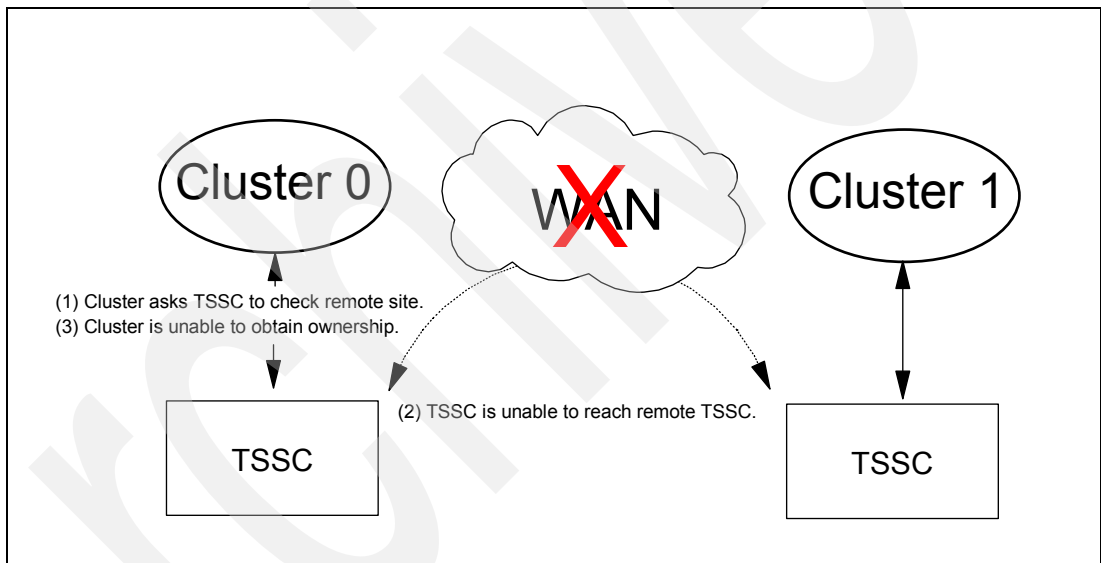 Cluster 0
WAN
Cluster 1
(1) Cluster asks TSSC to check remote site.
(3) Cluster is unable to obtain ownership.
(2) TSSC is unable to reach remote TSSC.
TSSC
TSSC